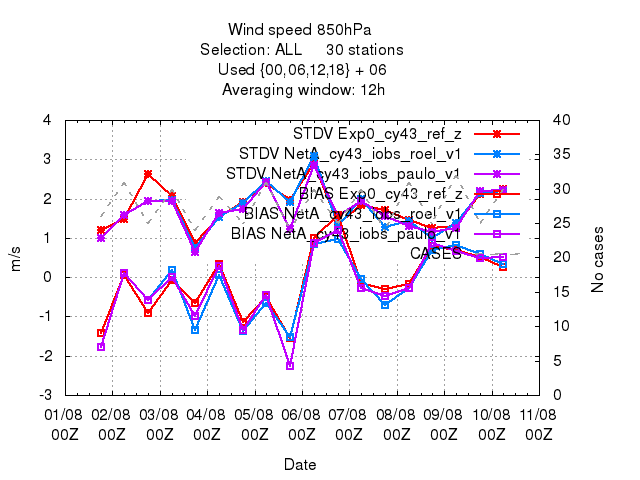 Wind speed 850hPa
Selection: ALL 30 stations
Used {00,06,12,18} + 06
Averaging window: 12h
STDV Exp0_cy43_ref_z
STDV NetA_cy43_iobs_roel_v1
STDV NetA_cy43_iobs_paulo_v1
BIAS Exp0_cy43_ref_z
BIAS NetA_cy43_iobs_roel_v1
BIAS NetA_cy43_iobs_paulo_v1
CASES
4
3
2
1
0
-1
-2
-3
m/s
40
35
30
25
20
15
10
5
0
No cases
01/08 02/08 03/08 04/08 05/08 06/08 07/08 08/08 09/08 10/08 11/08
00Z 00Z 00Z 00Z 00Z 00Z 00Z 00Z 00Z 00Z 00Z
Date